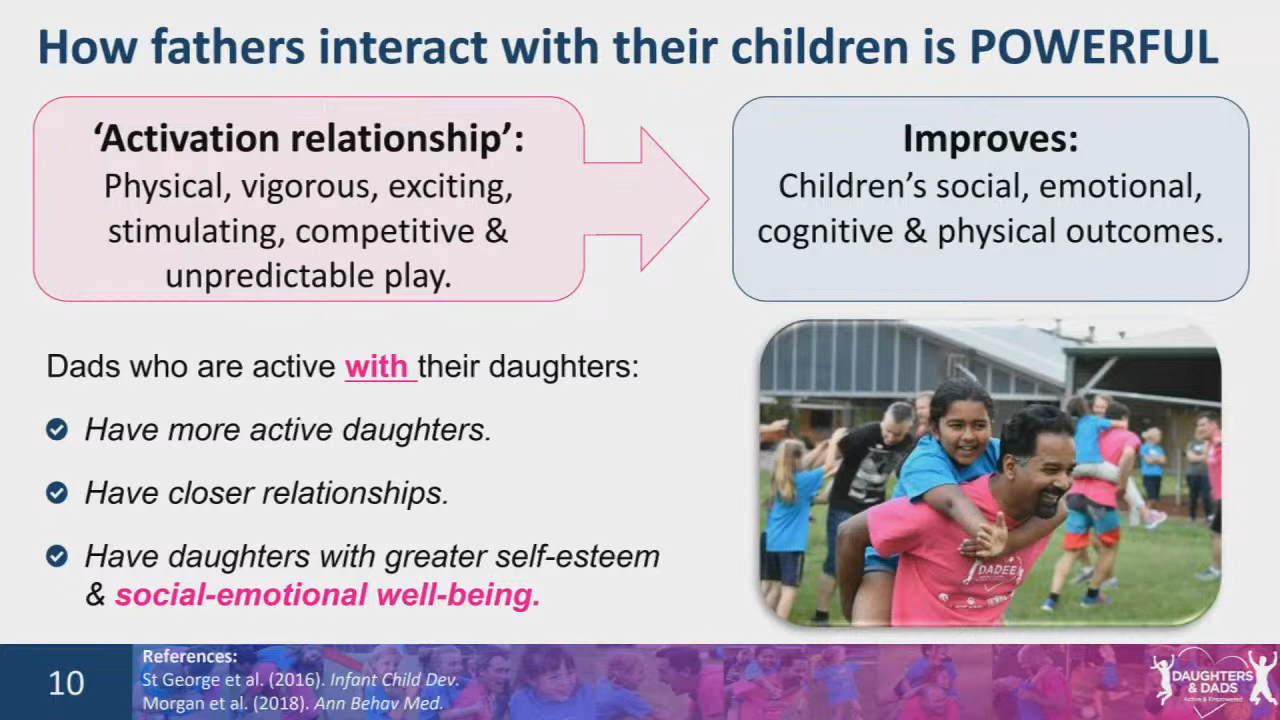 How fathers interact with their children is POWERFUL
‘Activation relationship’:
Physical, vigorous, exciting,
stimulating, competitive &
unpredictable play.
Improves:
Children’s social, emotional,
cognitive & physical outcomes.
Dads who are active with their daughters:
Have more active daughters.
Have closer relationships.
Have daughters with greater self-esteem
& social-emotional well-being.
DADEE
10
References:
St George et al. (2016). Infant Child Dev.
Morgan et al. (2018). Ann Behav Med.
DAUGHTERS
& DADS
Active & Empowered